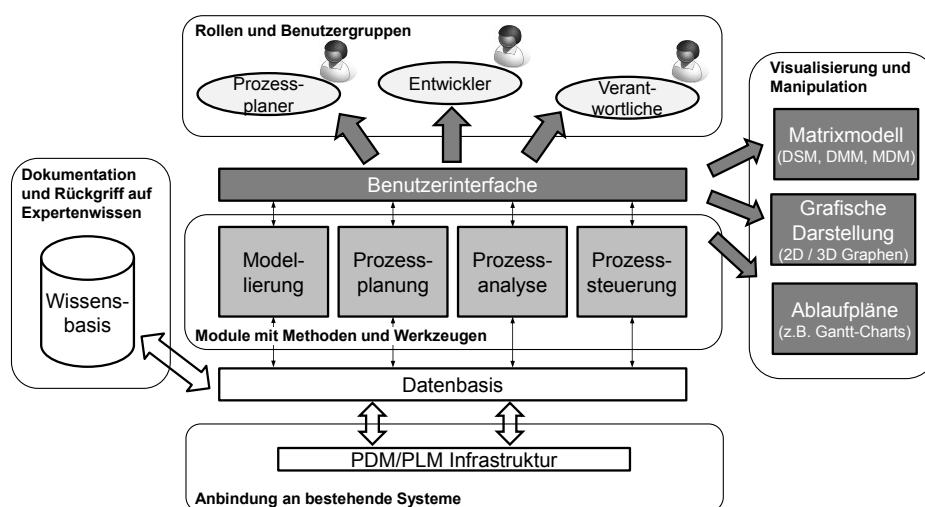 Rollen und Benutzergruppen
Prozess-
planer
Entwickler
Verant-
wortliche
Visualisierung und
Manipulation
Matrixmodell
(DSM, DMM, MDM)
Grafische
Darstellung
(2D / 3D Graphen)
Ablaufpläne
(z.B. Gantt-Charts)
Benutzerinterfache
Dokumentation
und Rückgriff auf
Expertenwissen
Wissens-
basis
Model-
lierung
Prozess-
planung
Prozess-
analyse
Prozess-
steuerung
Module mit Methoden und Werkzeugen
Datenbasis
PDM/PLM Infrastruktur
Anbindung an bestehende Systeme